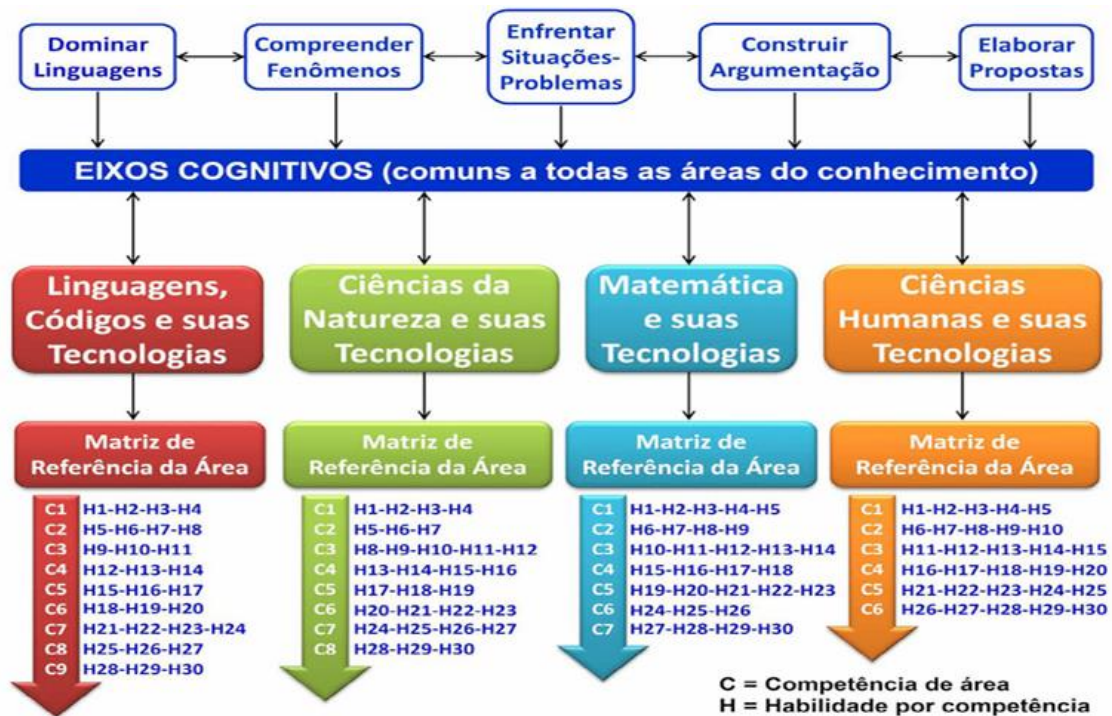 Dominar
Linguagens
Compreender
Fenômenos
Enfrentar
Situações-
Problemas
Construir
Argumentação
Elaborar
Propostas
EIXOS COGNITIVOS (comuns a todas as áreas do conhecimento)
Linguagens,
Códigos e suas
Tecnologias
Ciências da
Natureza e suas
Tecnologias
Matemática
e suas
Tecnologias
Ciências
Humanas e suas
Tecnologias
Matriz de
Referência da Área
Matriz de
Referência da Área
Matriz de
Referência da Área
Matriz de
Referência da Área
C1 H1-H2-H3-H4
C2 H5-H6-H7-H8
C3 H9-H10-H11
C4 H12-H13-H14
C5 H15-H16-H17
C6 H18-H19-H20
C7 H21-H22-H23-H24
C8 H25-H26-H27
C9 H28-H29-H30
C1 H1-H2-H3-H4
C2 H5-H6-H7
C3 H8-H9-H10-H11-H12
C4 H13-H14-H15-H16
C5 H17-H18-H19
C6 H20-H21-H22-H23
C7 H24-H25-H26-H27
C8 H28-H29-H30
C1 H1-H2-H3-H4-H5
C2 H6-H7-H8-H9
C3 H10-H11-H12-H13-H14
C4 H15-H16-H17-H18
C5 H19-H20-H21-H22-H23
C6 H24-H25-H26
C7 H27-H28-H29-H30
C1 H1-H2-H3-H4-H5
C2 H6-H7-H8-H9-H10
C3 H11-H12-H13-H14-H15
C4 H16-H17-H18-H19-H20
C5 H21-H22-H23-H24-H25
C6 H26-H27-H28-H29-H30
C = Competência de área
H = Habilidade por competência